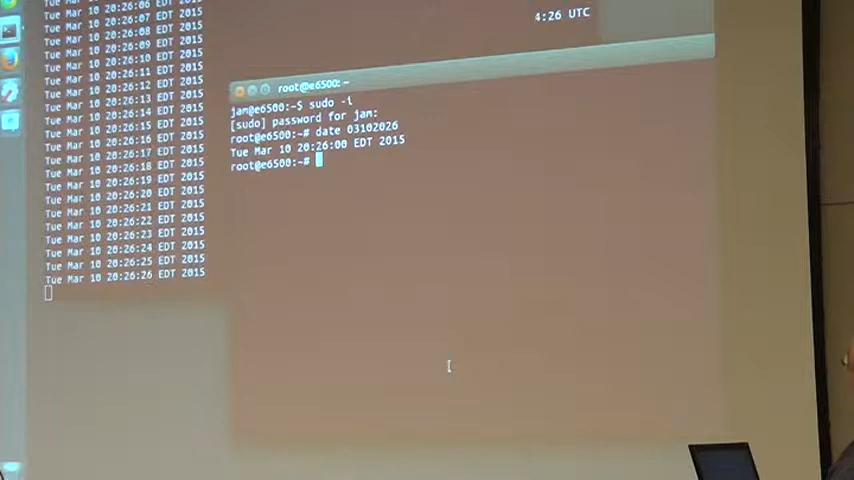 Tue Mar 10 20:26:06 EDT 2015
Tue Mar 10 20:26:07 EDT 2015
Tue Mar 10 20:26:08 EDT 2015
Tue Mar 10 20:26:09 EDT 2015
Tue Mar 10 20:26:10 EDT 2015
Tue Mar 10 20:26:11 EDT 2015
Tue Mar 10 20:26:12 EDT 2015
Tue Mar 10 20:26:13 EDT 2015
Tue Mar 10 20:26:14 EDT 2015
Tue Mar 10 20:26:15 EDT 2015
Tue Mar 10 20:26:16 EDT 2015
Tue Mar 10 20:26:17 EDT 2015
Tue Mar 10 20:26:18 EDT 2015
Tue Mar 10 20:26:19 EDT 2015
Tue Mar 10 20:26:20 EDT 2015
Tue Mar 10 20:26:21 EDT 2015
Tue Mar 10 20:26:22 EDT 2015
Tue Mar 10 20:26:23 EDT 2015
Tue Mar 10 20:26:24 EDT 2015
Tue Mar 10 20:26:25 EDT 2015
Tue Mar 10 20:26:26 EDT 2015
4:26 UTC
root@e6500: ~
jam@e6500:~$ sudo -i
[sudo] password for jam:
root@e6500:~# date 03102026
Tue Mar 10 20:26:00 EDT 2015
root@e6500:~#